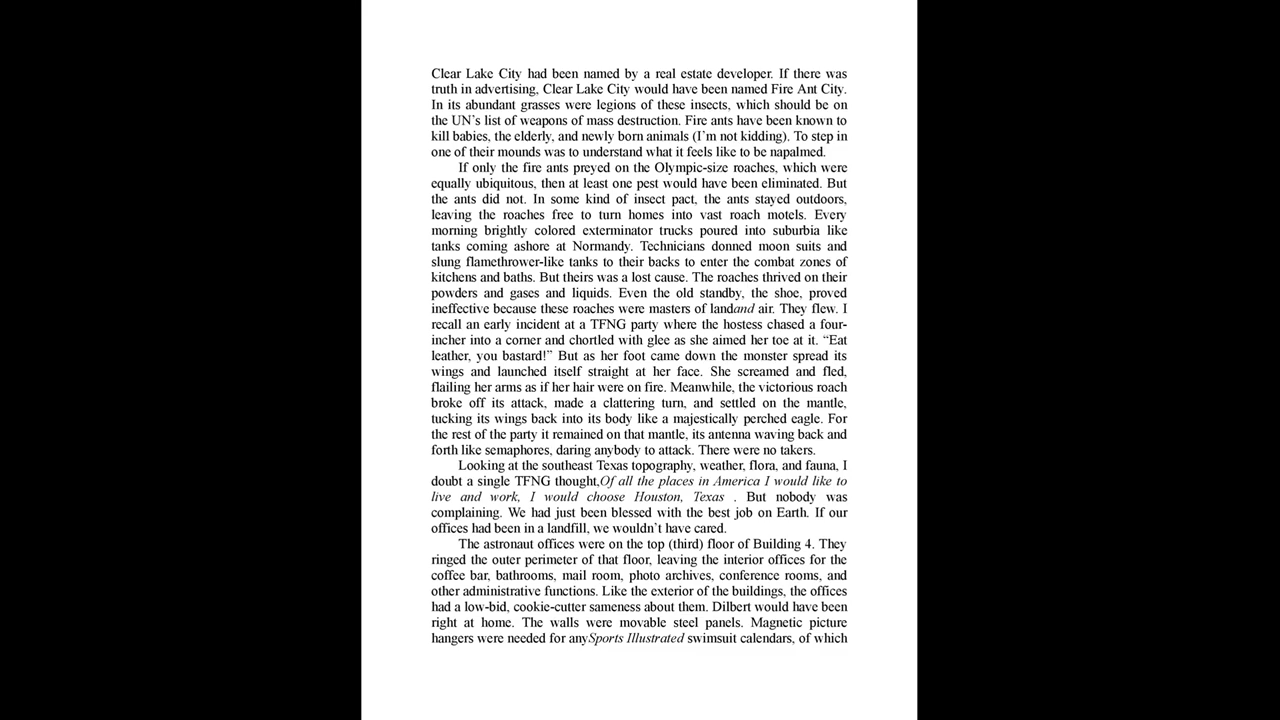 Clear Lake City had been named by a real estate developer. If there was
truth in advertising, Clear Lake City would have been named Fire Ant City.
In its abundant grasses were legions of these insects, which should be on
the UN's list of weapons of mass destruction. Fire ants have been known to
kill babies, the elderly, and newly born animals (I'm not kidding). To step in
one of their mounds was to understand what it feels like to be napalmed.
If only the fire ants preyed on the Olympic-size roaches, which were
equally ubiquitous, then at least one pest would have been eliminated. But
the ants did not. In some kind of insect pact, the ants stayed outdoors,
leaving the roaches free to turn homes into vast roach motels. Every
morning brightly colored exterminator trucks poured into suburbia like
tanks coming ashore at Normandy. Technicians donned moon suits and
slung flamethrower-like tanks to their backs to enter the combat zones of
kitchens and baths. But theirs was a lost cause. The roaches thrived on their
powders and gases and liquids. Even the old standby, the shoe, proved
ineffective because these roaches were masters of landand air. They flew. I
recall an early incident at a TFNG party where the hostess chased a four-
incher into a corner and chortled with glee as she aimed her toe at it. “Eat
leather, you bastard!” But as her foot came down the monster spread its
wings and launched itself straight at her face. She screamed and fled,
flailing her arms as if her hair were on fire. Meanwhile, the victorious roach
broke off its attack, made a clattering turn, and settled on the mantle,
tucking its wings back into its body like a majestically perched eagle. For
the rest of the party it remained on that mantle, its antenna waving back and
forth like semaphores, daring anybody to attack. There were no takers.
Looking at the southeast Texas topography, weather, flora, and fauna, I
doubt a single TFNG thought,Of all the places in America I would like to
live and work, I would choose Houston, Texas . But nobody was
complaining. We had just been blessed with the best job on Earth. If our
offices had been in a landfill, we wouldn't have cared.
The astronaut offices were on the top (third) floor of Building 4. They
ringed the outer perimeter of that floor, leaving the interior offices for the
coffee bar, bathrooms, mail room, photo archives, conference rooms, and
other administrative functions. Like the exterior of the buildings, the offices
had a low-bid, cookie-cutter sameness about them. Dilbert would have been
right at home. The walls were movable steel panels. Magnetic picture
hangers were needed for anySports Illustrated swimsuit calendars, of which